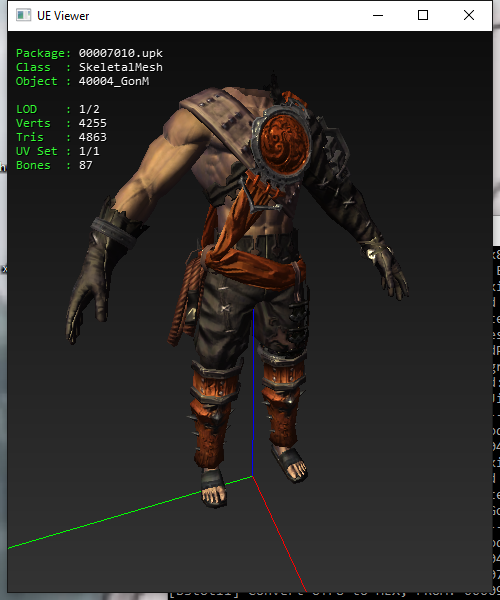 UE Viewer
Package: 00007010.upk
Class : SkeletalMesh
Object : 40004_GonM
LOD : 1/2
Verts : 4255
Tris : 4863
UV Set : 1/1
Bones : 87